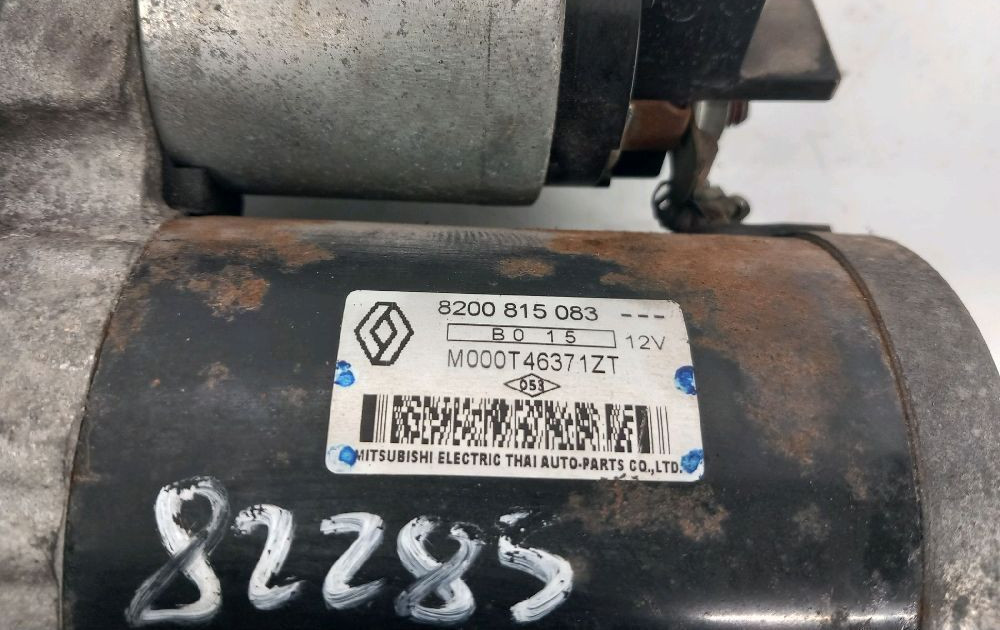 8200 815 083 ---
B0 15
12V
M000T46371ZT
053
MITSUBISHI ELECTRIC THAI AUTO-PARTS CO.,LTD.
82285